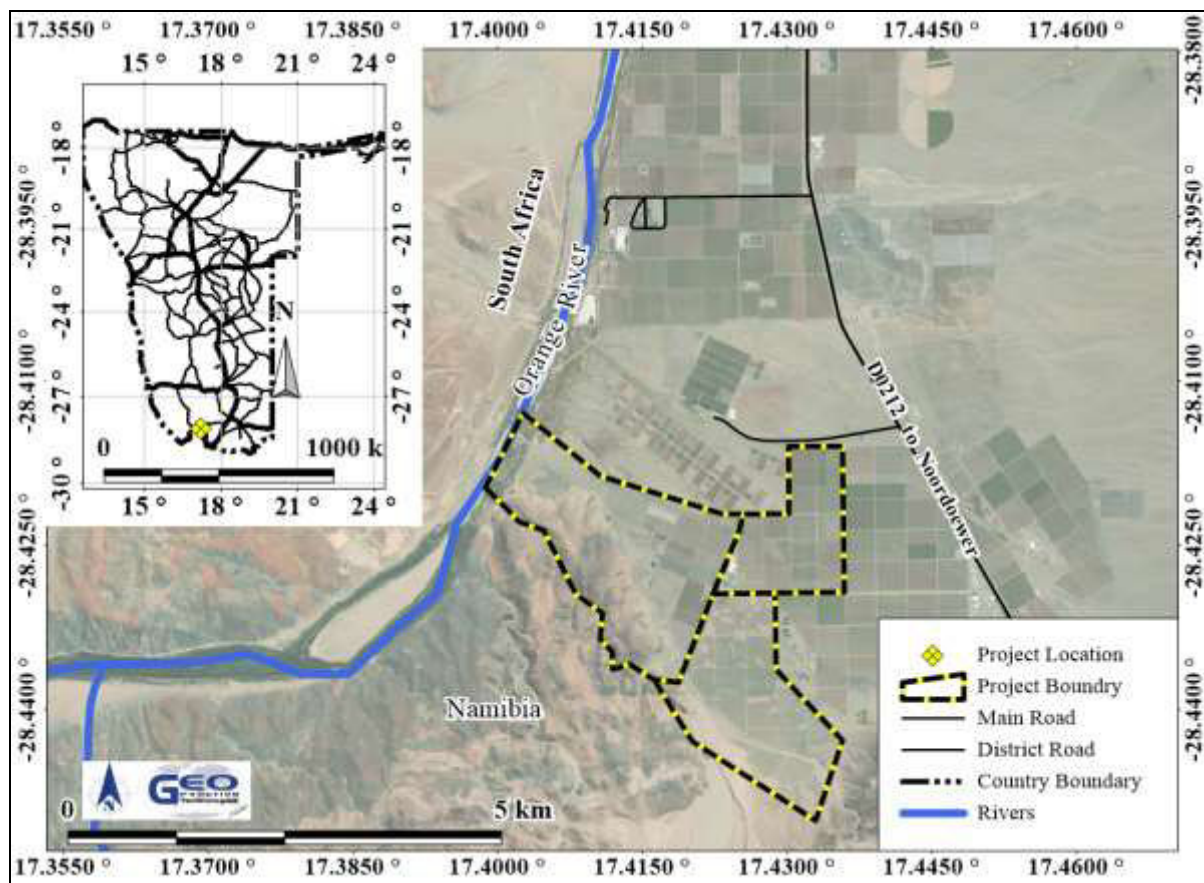 17.3550 ° 17.3700 ° 17.3850 ° 17.4000 ° 17.4150 ° 17.4300 ° 17.4450 ° 17.4600 °
15 ° 18 ° 21 ° 24 °
-18°
-21°
-24°
-27°
-30 °
N
0 1000 k
15 ° 18 ° 21 ° 24 °
-28.3950 °
-28.4100 °
-28.4250 °
-28.4400 °
South Africa
Orange River
D0212 to Noordoewer
Namibia
-28.3800 °
-28.3950 °
-28.4100 °
-28.4250 °
-28.4400 °
Project Location
Project Boundry
Main Road
District Road
Country Boundary
Rivers
GEO
0 5 km
17.3550 ° 17.3700 ° 17.3850 ° 17.4000 ° 17.4150 ° 17.4300 ° 17.4450 ° 17.4600 °